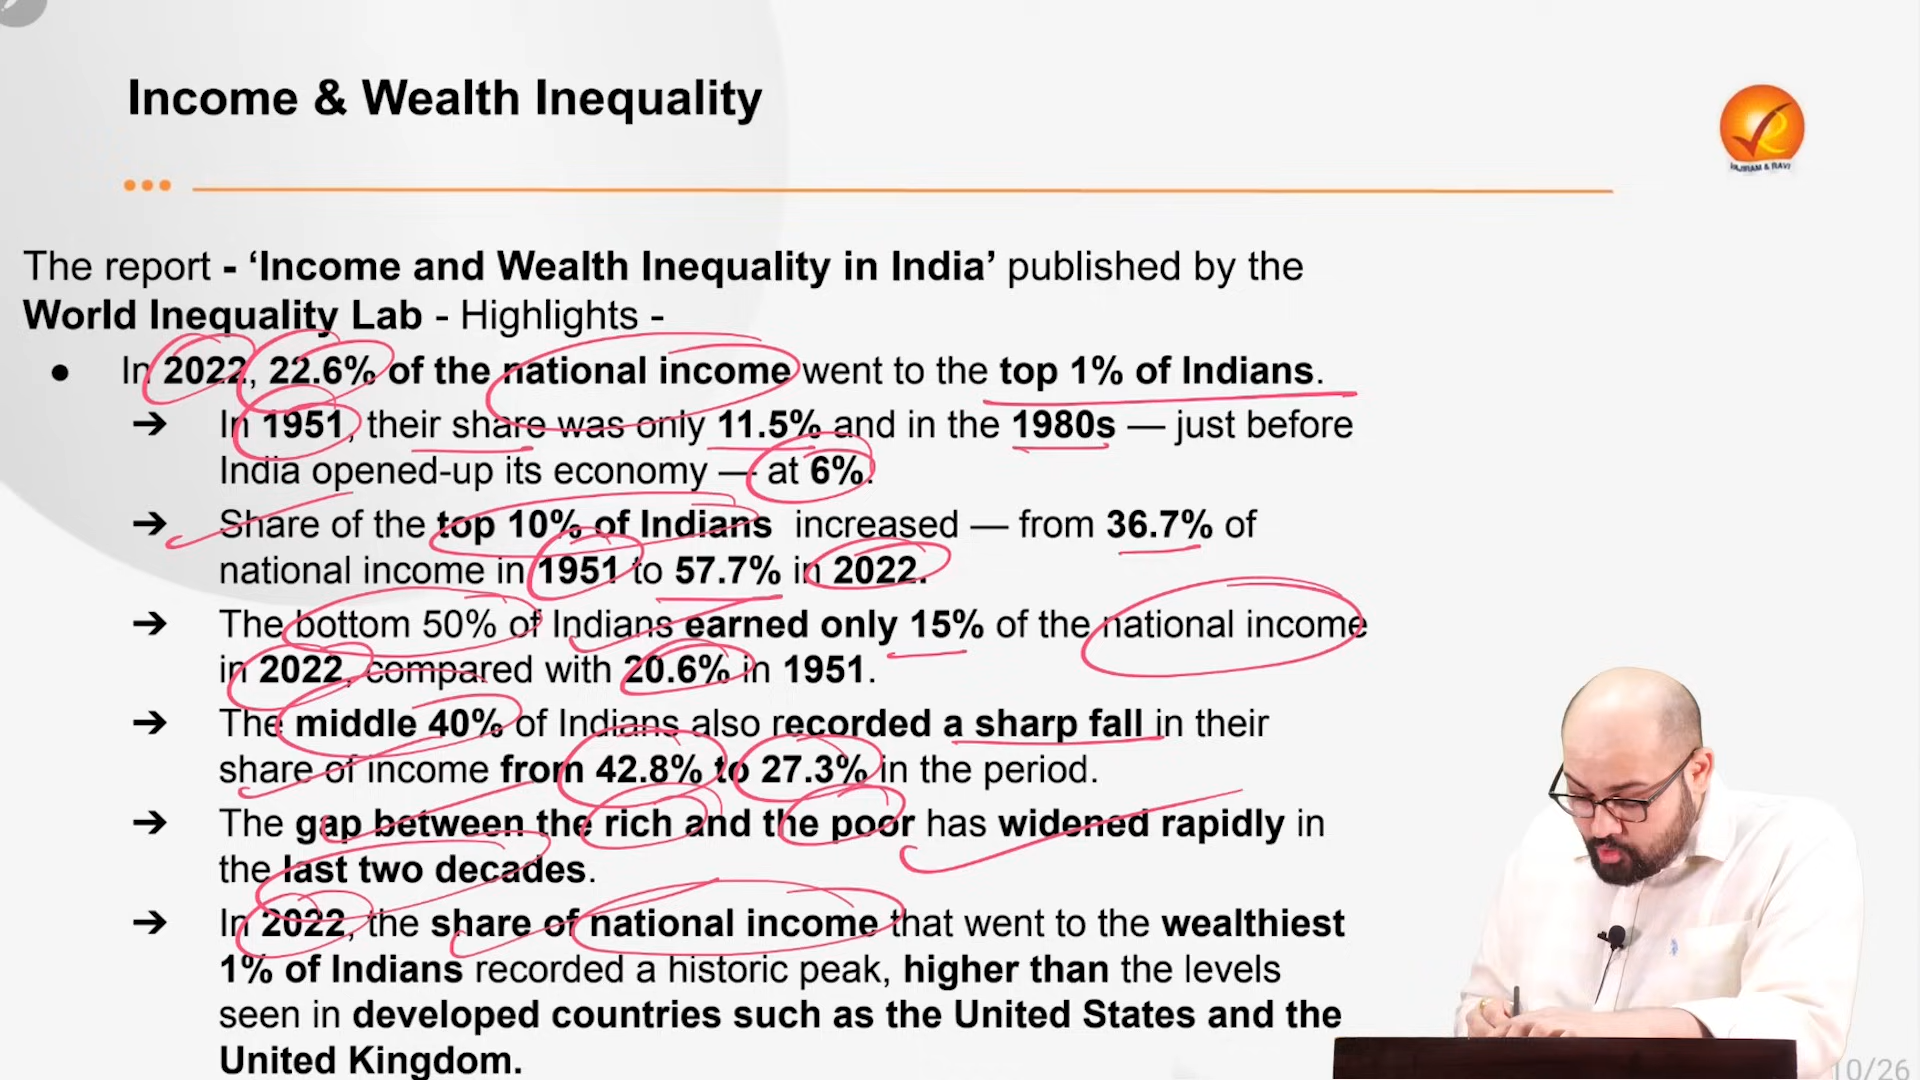 Income & Wealth Inequality
VAJIRAM & RAVI
The report - ‘Income and Wealth Inequality in India’ published by the
World Inequality Lab - Highlights -
● In 2022, 22.6% of the national income went to the top 1% of Indians.
➔ In 1951, their share was only 11.5% and in the 1980s — just before
India opened-up its economy — at 6%.
➔ Share of the top 10% of Indians increased — from 36.7% of
national income in 1951 to 57.7% in 2022.
➔ The bottom 50% of Indians earned only 15% of the national income
in 2022, compared with 20.6% in 1951.
➔ The middle 40% of Indians also recorded a sharp fall in their
share of income from 42.8% to 27.3% in the period.
➔ The gap between the rich and the poor has widened rapidly in
the last two decades.
➔ In 2022, the share of national income that went to the wealthiest
1% of Indians recorded a historic peak, higher than the levels
seen in developed countries such as the United States and the
United Kingdom.
10/26